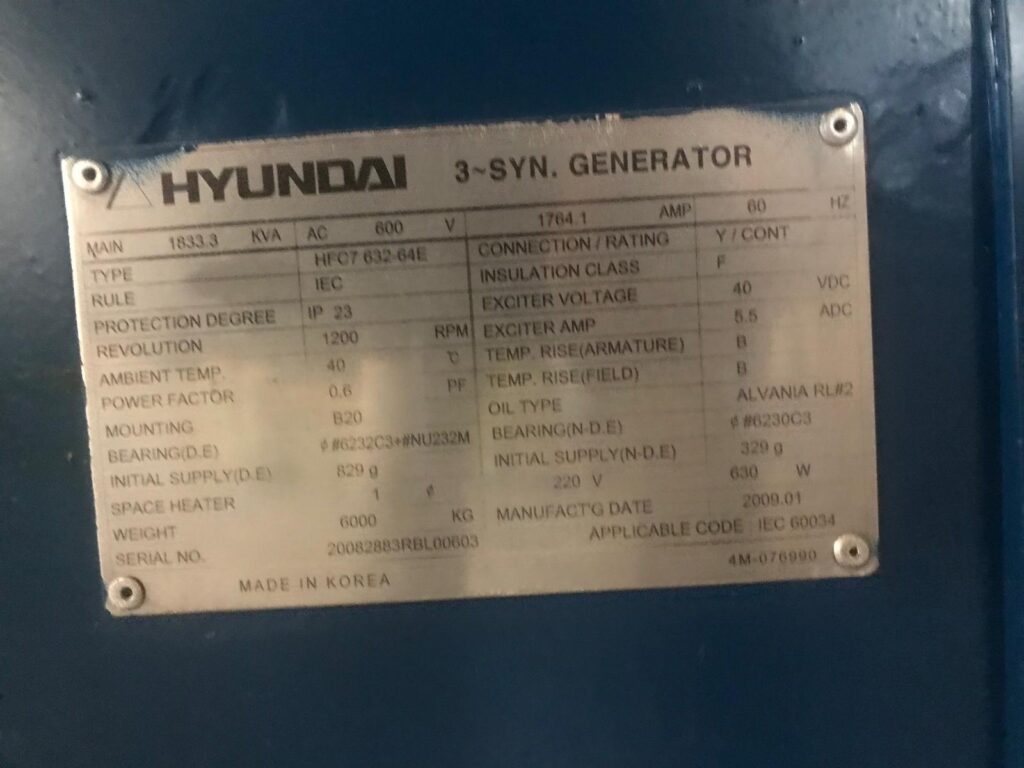 HYUNDAI 3~SYN. GENERATOR
MAIN 1833.3 KVA AC 600 V 1764.1 AMP 60 HZ
TYPE HFC7 632-64E CONNECTION / RATING Y / CONT
RULE IEC INSULATION CLASS F
PROTECTION DEGREE IP 23 EXCITER VOLTAGE 40 VDC
REVOLUTION 1200 RPM EXCITER AMP 5.5 ADC
AMBIENT TEMP. 40 ℃ TEMP. RISE(ARMATURE) B
POWER FACTOR 0.6 PF TEMP. RISE(FIELD) B
MOUNTING B20 OIL TYPE ALVANIA RL#2
BEARING(D.E) ¢ #6232C3+#NU232M BEARING(N-D.E) ¢ #6230C3
INITIAL SUPPLY(D.E) 829 g INITIAL SUPPLY(N-D.E) 329 g
SPACE HEATER 1 ¢ 220 V 630 W
WEIGHT 6000 KG MANUFACT'G DATE 2009.01
SERIAL NO. 20082883RBL00603 APPLICABLE CODE : IEC 60034
MADE IN KOREA 4M-076990